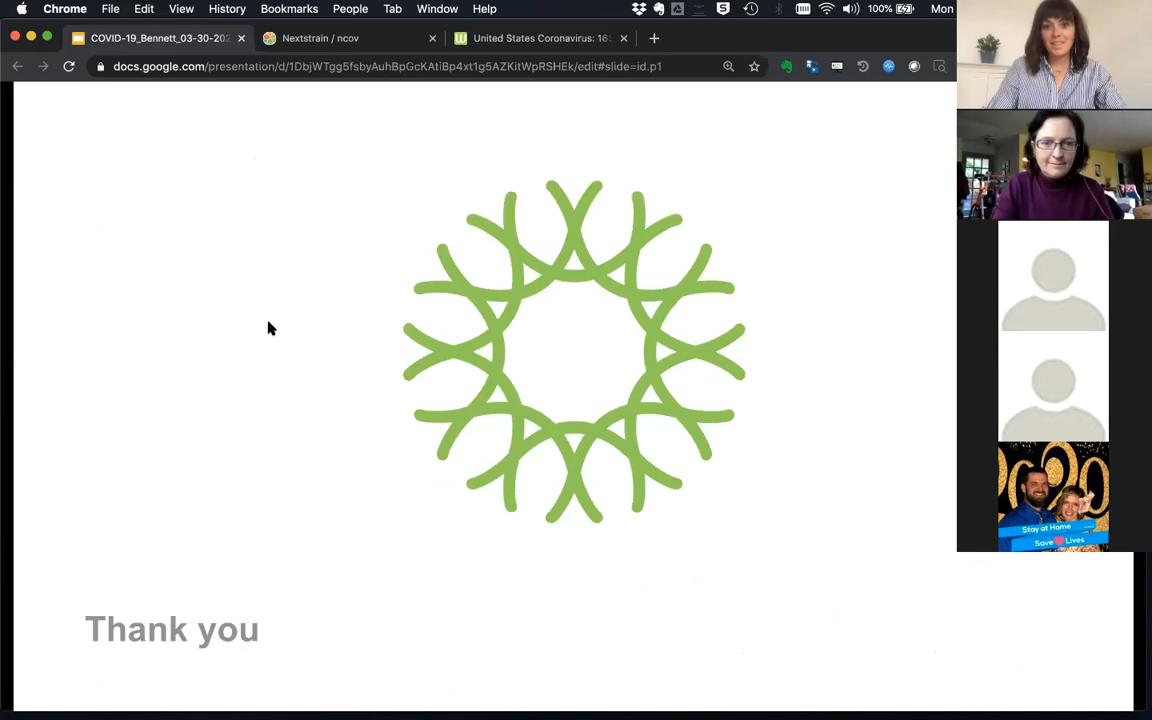 Chrome File Edit View History Bookmarks People Tab Window Help 100% Mon
COVID-19_Bennett_03-30-202 Nextstrain / ncov United States Coronavirus: 16
docs.google.com/presentation/d/1DbjWTgg5fsbyAuhBpGcKAtiBp4xt1g5AZKitWpRSHEk/edit#slide=id.p1
Stay at Home
Save Lives
Thank you